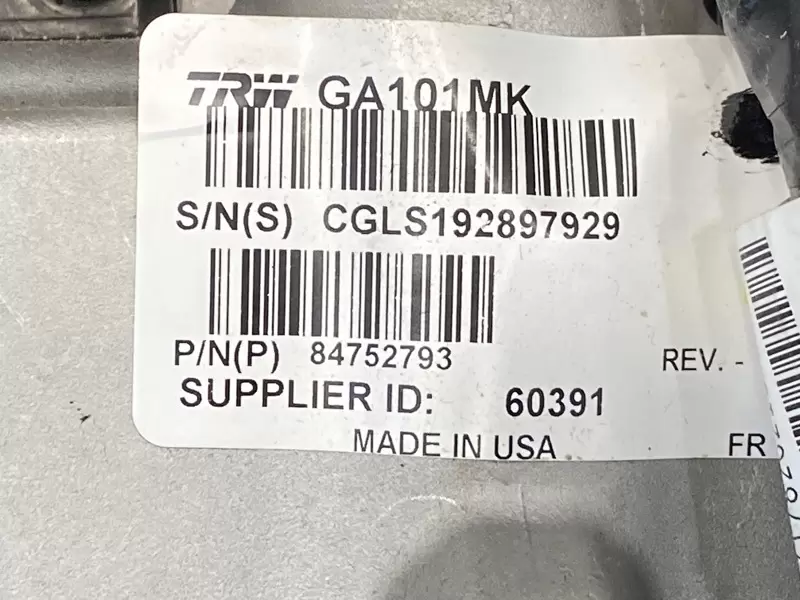 TRW GA101MK
S/N(S) CGLS192897929
P/N(P) 84752793 REV. -
SUPPLIER ID: 60391
MADE IN USA FR